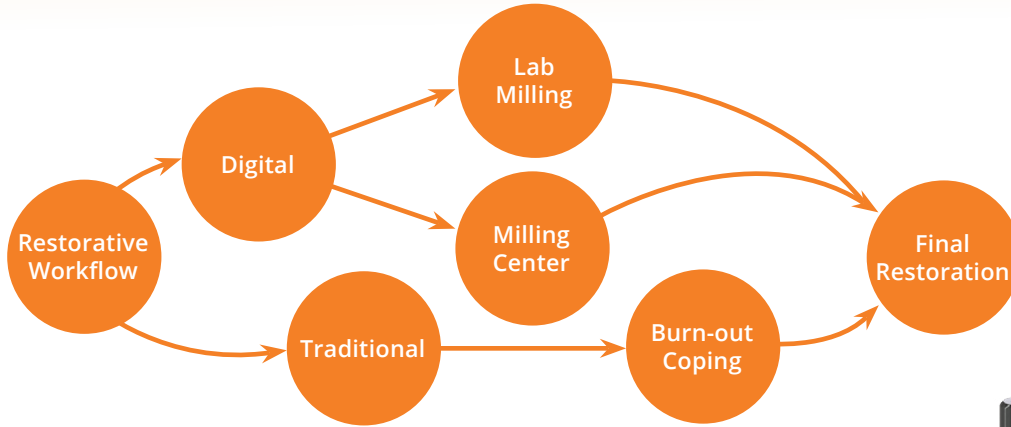 Lab
Milling
Digital
Restorative
Workflow
Milling
Center
Final
Restoration
Traditional
Burn-out
Coping